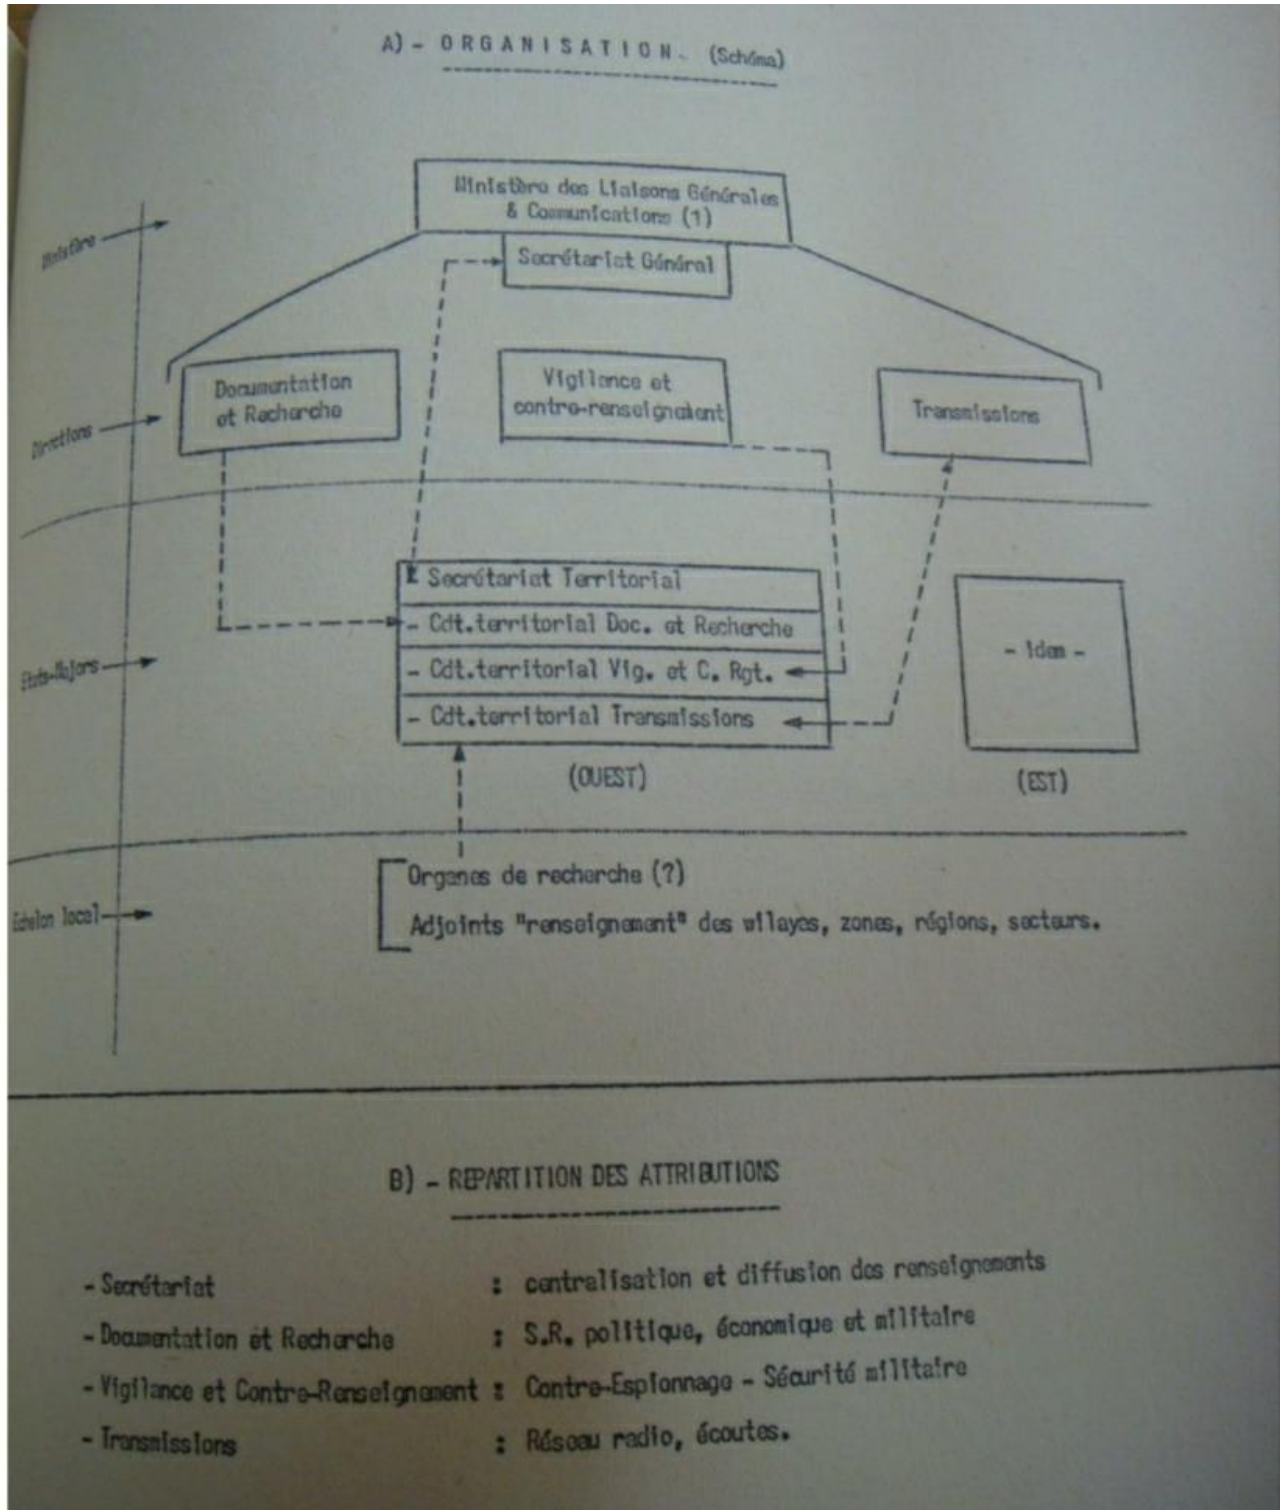 A) - ORGANISATION. (Schéma)
Ministère des Liaisons Générales
& Communications (1)
Ministère
Secrétariat Général
Documentation
et Recherche
Vigilance et
contre-renseignement
Transmissions
Directions
- Secrétariat Territorial
- Cdt.territorial Doc. et Recherche
- Cdt.territorial Vig. et C. Rgt.
- Cdt.territorial Transmissions
- Idem -
Etats-Majors
(OUEST)
(EST)
Organes de recherche (?)
Echelon local
Adjoints "renseignement" des wilayas, zones, régions, secteurs.
B) - REPARTITION DES ATTRIBUTIONS
- Secrétariat : centralisation et diffusion des renseignements
- Documentation et Recherche : S.R. politique, économique et militaire
- Vigilance et Contre-Renseignement : Contre-Espionnage - Sécurité militaire
- Transmissions : Réseau radio, écoutes.